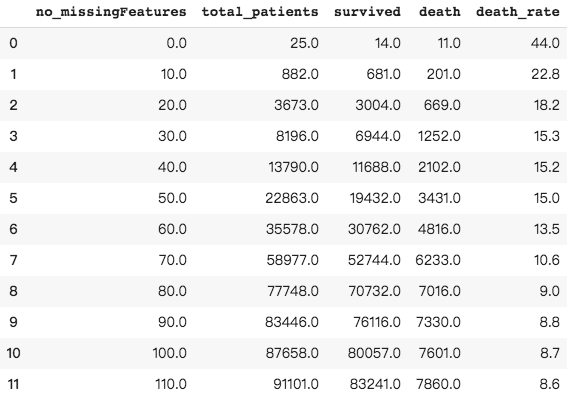 no_missingFeatures total_patients survived death death_rate
0 0.0 25.0 14.0 11.0 44.0
1 10.0 882.0 681.0 201.0 22.8
2 20.0 3673.0 3004.0 669.0 18.2
3 30.0 8196.0 6944.0 1252.0 15.3
4 40.0 13790.0 11688.0 2102.0 15.2
5 50.0 22863.0 19432.0 3431.0 15.0
6 60.0 35578.0 30762.0 4816.0 13.5
7 70.0 58977.0 52744.0 6233.0 10.6
8 80.0 77748.0 70732.0 7016.0 9.0
9 90.0 83446.0 76116.0 7330.0 8.8
10 100.0 87658.0 80057.0 7601.0 8.7
11 110.0 91101.0 83241.0 7860.0 8.6